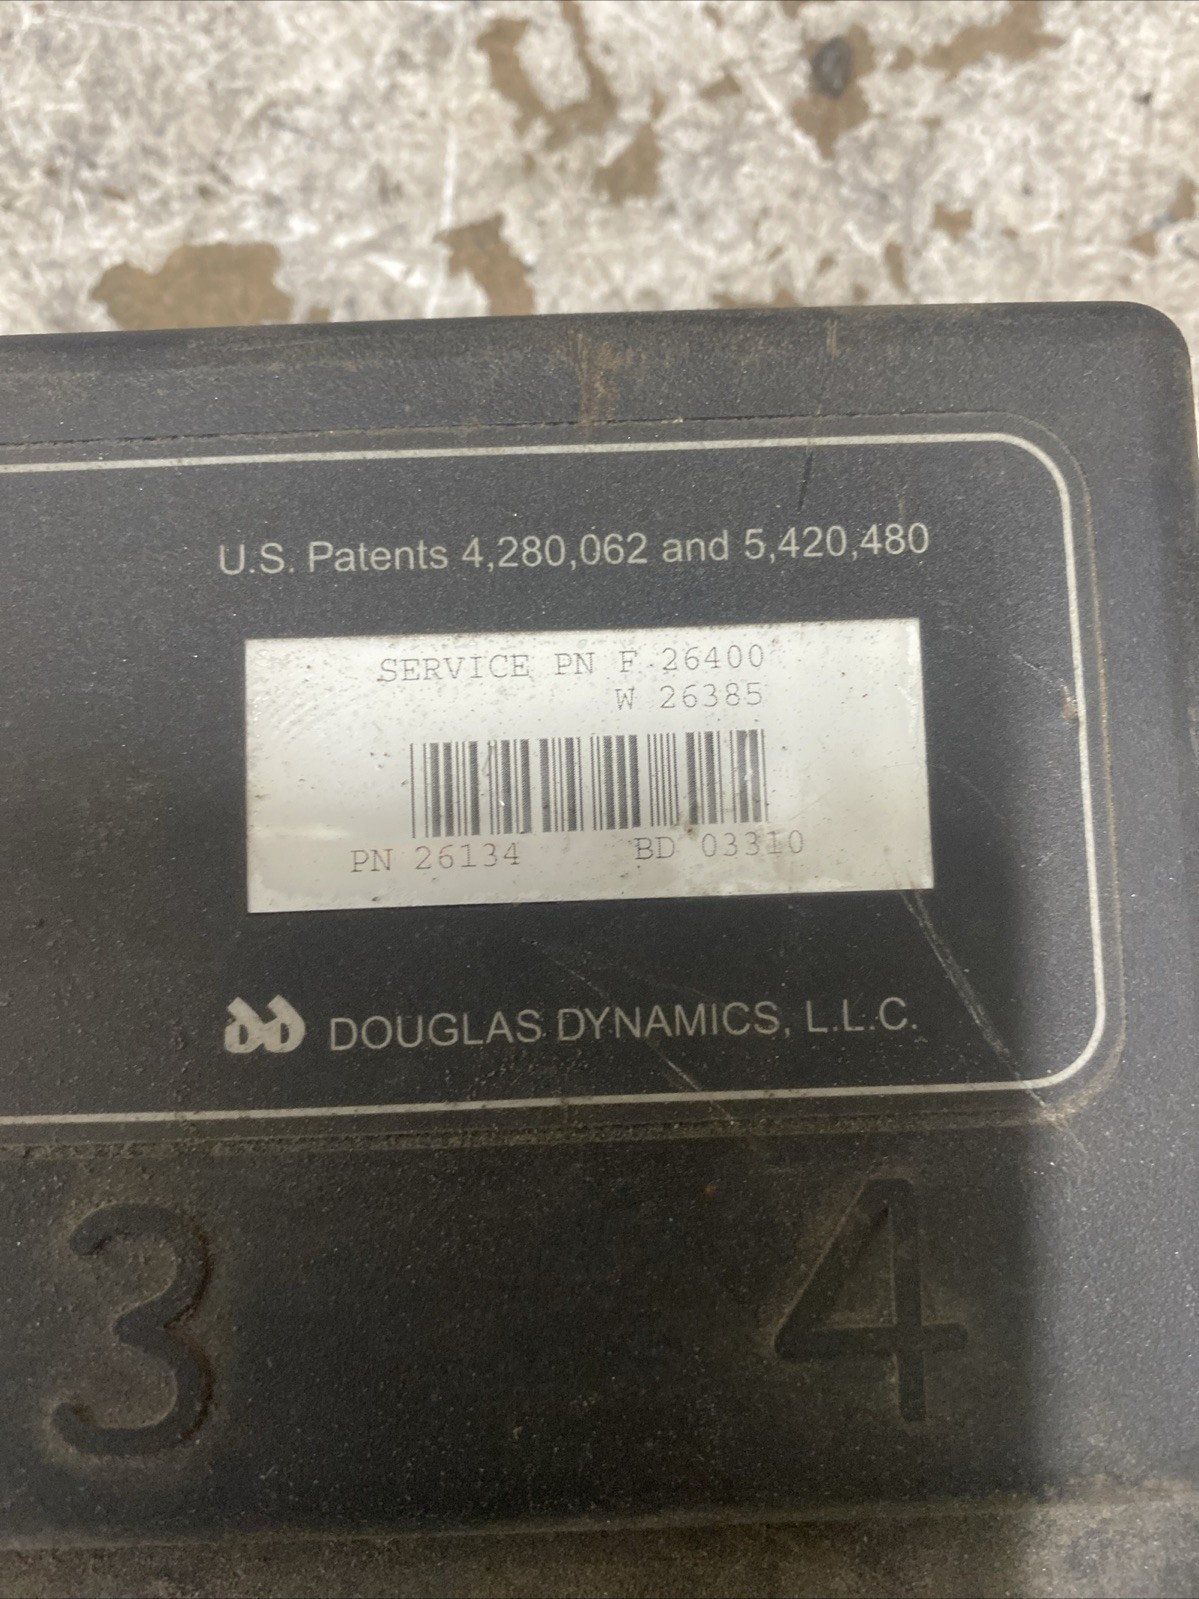 U.S. Patents 4,280,062 and 5,420,480
SERVICE PN F 26400
W 26385
PN 26134 BD 03310
DOUGLAS DYNAMICS, L.L.C.
3 4